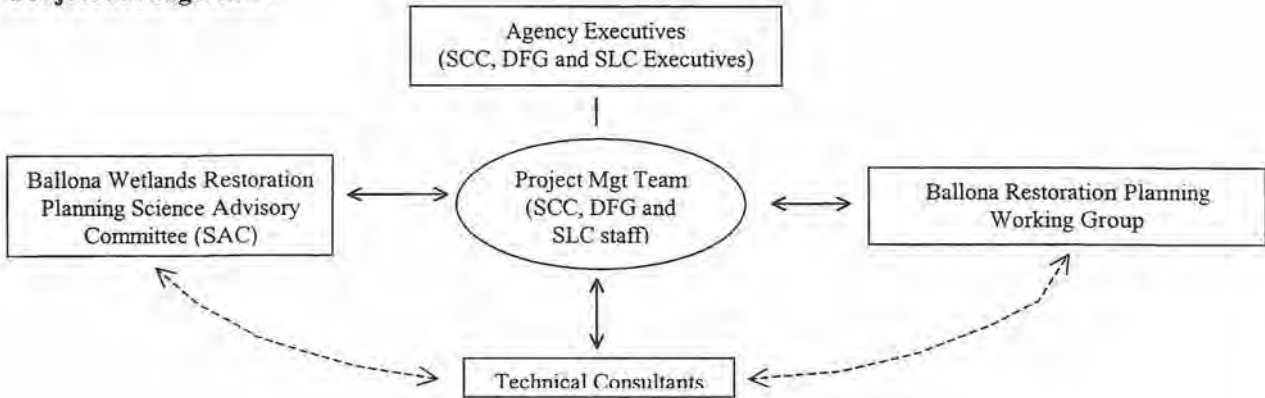 Agency Executives
(SCC, DFG and SLC Executives)
Ballona Wetlands Restoration
Planning Science Advisory
Committee (SAC)
Project Mgt Team
(SCC, DFG and
SLC staff)
Ballona Restoration Planning
Working Group
Technical Consultants